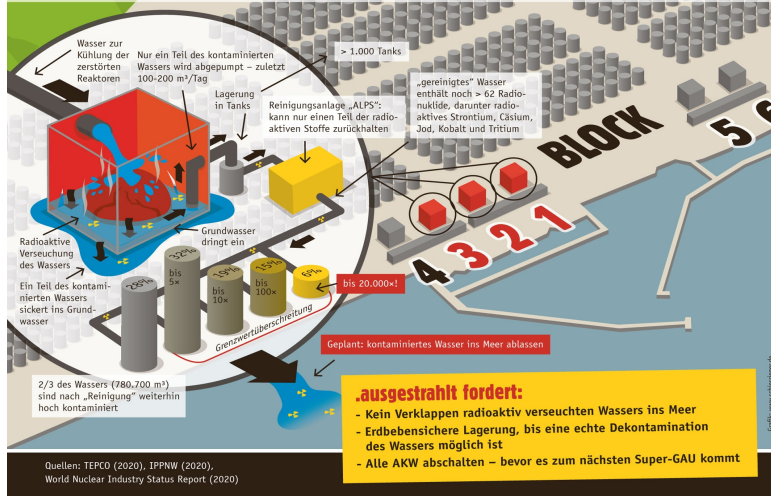 Wasser zur
Kühlung der
zerstörten
Reaktoren
Nur ein Teil des kontaminierten
Wassers wird abgepumpt – zuletzt
100-200 m³/Tag
> 1.000 Tanks
Lagerung
in Tanks
Reinigungsanlage „ALPS“:
kann nur einen Teil der radio-
aktiven Stoffe zurückhalten
„gereinigtes“ Wasser
enthält noch > 62 Radio-
nuklide, darunter radio-
aktives Strontium, Cäsium,
Jod, Kobalt und Tritium
BLOCK
5
6
4
3
2
1
Radioaktive
Verseuchung
des Wassers
Grundwasser
dringt ein
Ein Teil des kontami-
nierten Wassers
sickert ins Grund-
wasser
28%
32%
bis
5x
19%
bis
10x
15%
bis
100x
6%
bis 20.000x!
Grenzwertüberschreitung
Geplant: kontaminiertes Wasser ins Meer ablassen
2/3 des Wassers (780.700 m³)
sind nach „Reinigung“ weiterhin
hoch kontaminiert
.ausgestrahlt fordert:
- Kein Verklappen radioaktiv verseuchten Wassers ins Meer
- Erdbebensichere Lagerung, bis eine echte Dekontamination
des Wassers möglich ist
- Alle AKW abschalten – bevor es zum nächsten Super-GAU kommt
Quellen: TEPCO (2020), IPPNW (2020),
World Nuclear Industry Status Report (2020)